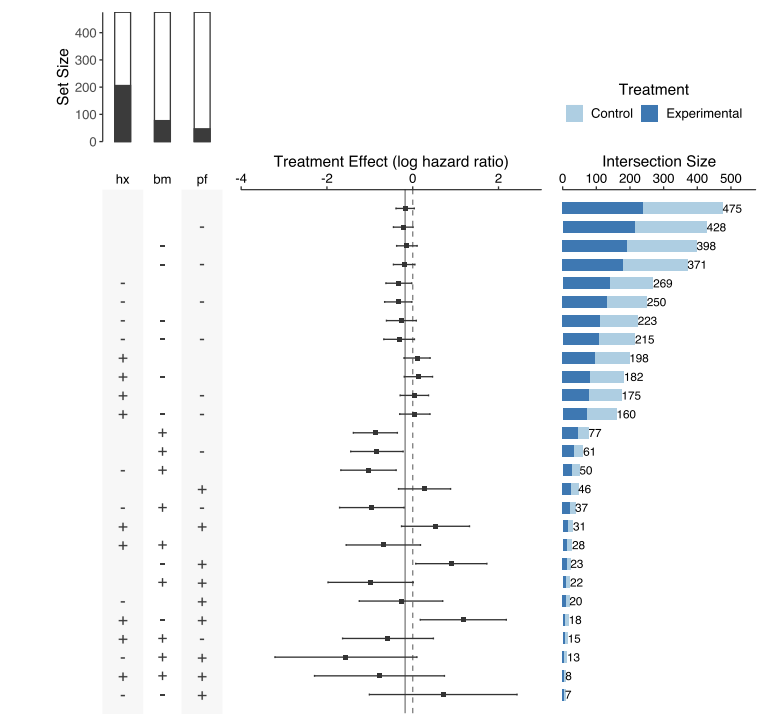 400
300
200
100
0
Set Size
Treatment
Control Experimental
Treatment Effect (log hazard ratio)
Intersection Size
hx bm pf
-4 -2 0 2
0 100 200 300 400 500
475
- 428
- 398
- - 371
- 269
- - 250
- - 223
- - - 215
+ 198
+ - 182
+ - 175
+ - - 160
+ 77
+ - 61
- + 50
+ 46
- + - 37
+ + 31
+ + 28
- + 23
+ + 22
- + 20
+ - + 18
+ + - 15
- + + 13
+ + + 8
- - + 7